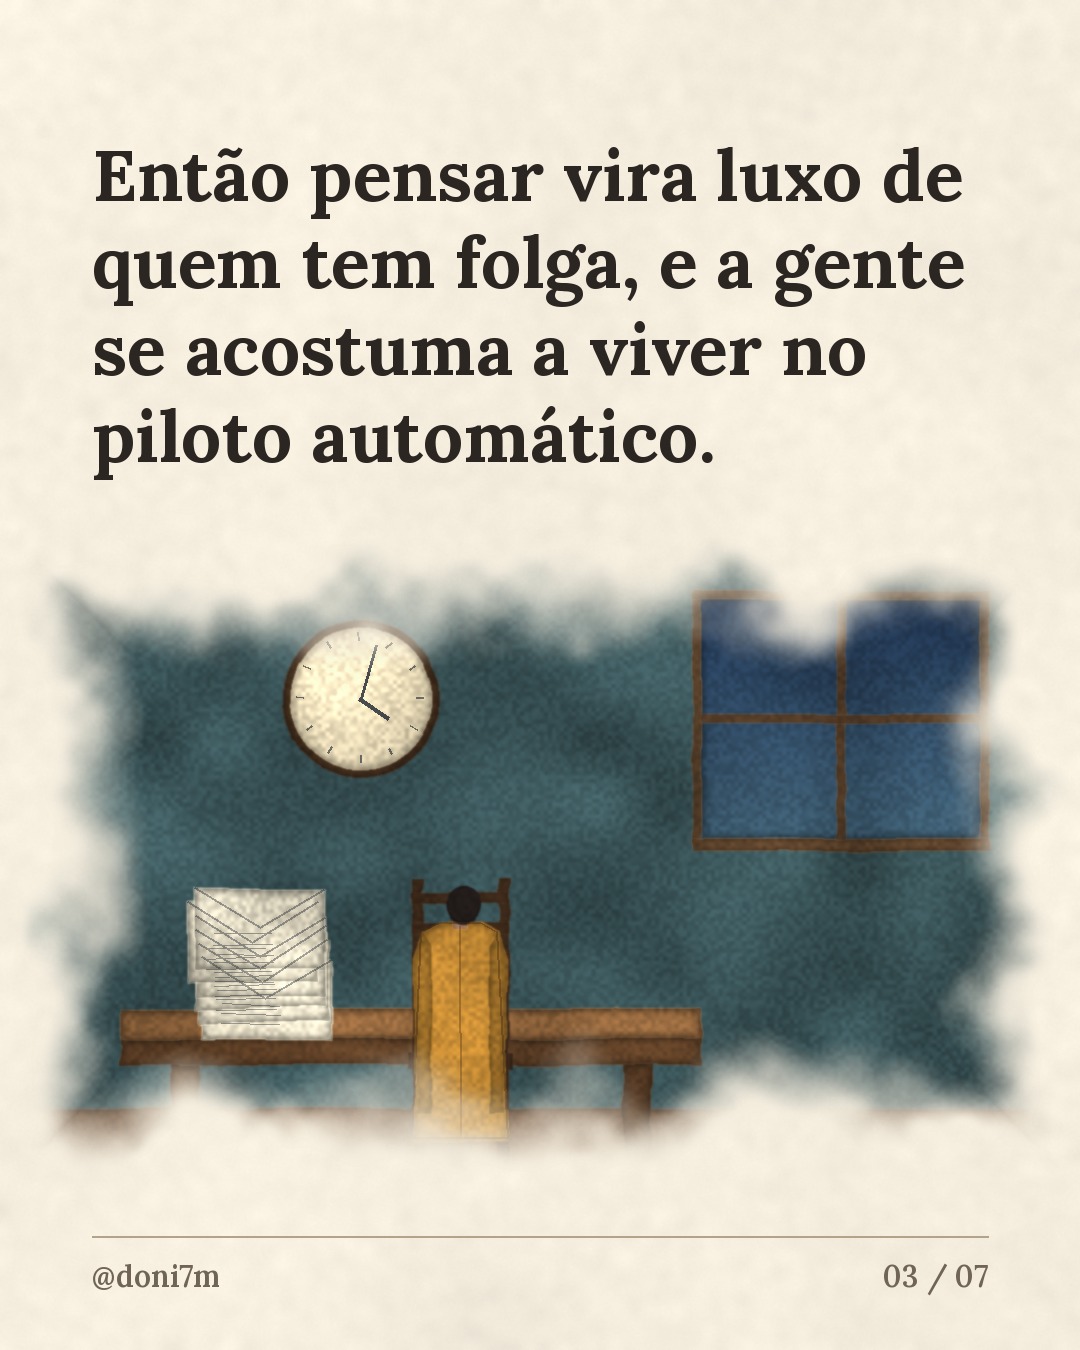 Então pensar vira luxo de
quem tem folga, e a gente
se acostuma a viver no
piloto automático.
@doni7m
03 / 07